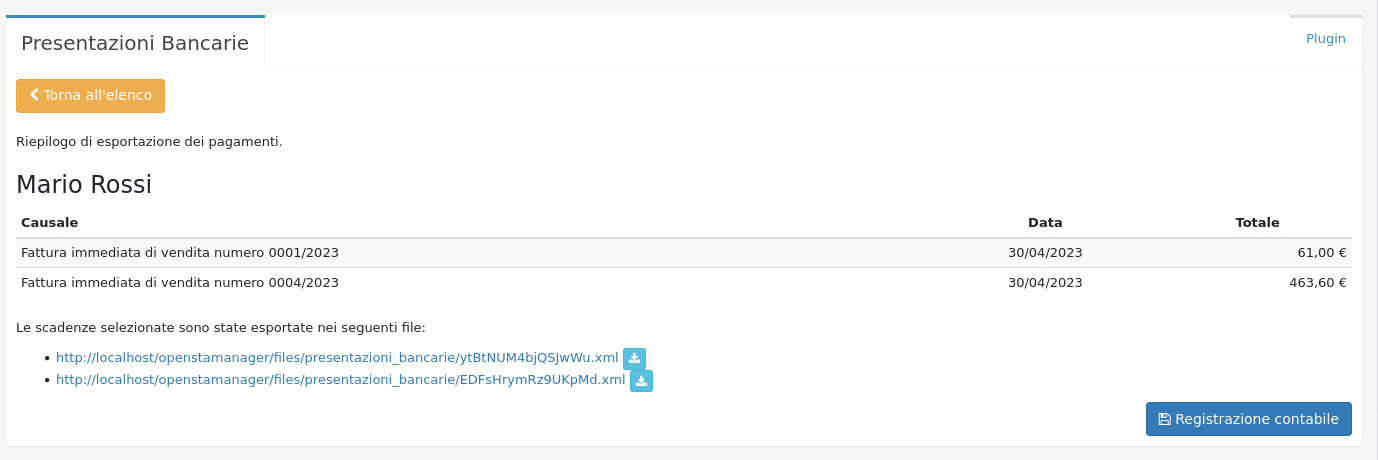 Presentazioni Bancarie
Plugin
Torna all'elenco
Riepilogo di esportazione dei pagamenti.
Mario Rossi
Causale Data Totale
Fattura immediata di vendita numero 0001/2023 30/04/2023 61,00 €
Fattura immediata di vendita numero 0004/2023 30/04/2023 463,60 €
Le scadenze selezionate sono state esportate nei seguenti file:
• http://localhost/openstamanager/files/presentazioni_bancarie/ytBtNUM4bjQSJwWu.xml
• http://localhost/openstamanager/files/presentazioni_bancarie/EDFsHrymRz9UKpMd.xml
Registrazione contabile